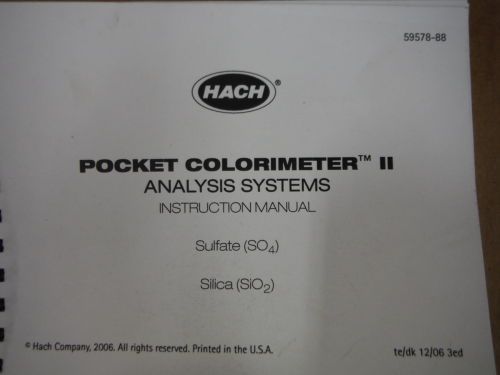 59578-88
HACH®
POCKET COLORIMETER™ II
ANALYSIS SYSTEMS
INSTRUCTION MANUAL
Sulfate (SO₄)
Silica (SiO₂)
© Hach Company, 2006. All rights reserved. Printed in the U.S.A.
te/dk 12/06 3ed